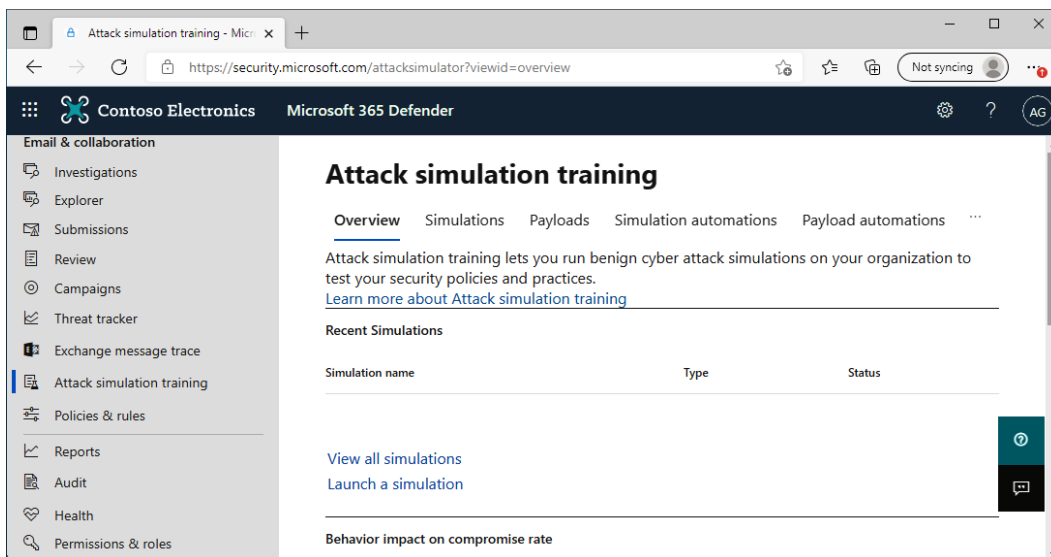 Attack simulation training - Micr
https://security.microsoft.com/attacksimulator?viewid=overview
Not syncing
Contoso Electronics
Microsoft 365 Defender
?
AG
Email & collaboration
Investigations
Explorer
Submissions
Review
Campaigns
Threat tracker
Exchange message trace
Attack simulation training
Policies & rules
Reports
Audit
Health
Permissions & roles
Attack simulation training
Overview Simulations Payloads Simulation automations Payload automations ...
Attack simulation training lets you run benign cyber attack simulations on your organization to
test your security policies and practices.
Learn more about Attack simulation training
Recent Simulations
Simulation name Type Status
View all simulations
Launch a simulation
Behavior impact on compromise rate